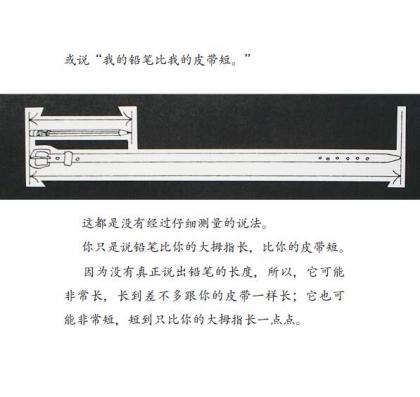 或说“我的铅笔比我的皮带短。”
这都是没有经过仔细测量的说法。
你只是说铅笔比你的大拇指长，比你的皮带短。
因为没有真正说出铅笔的长度，所以，它可能
非常长，长到差不多跟你的皮带一样长；它也可
能非常短，短到只比你的大拇指长一点点。